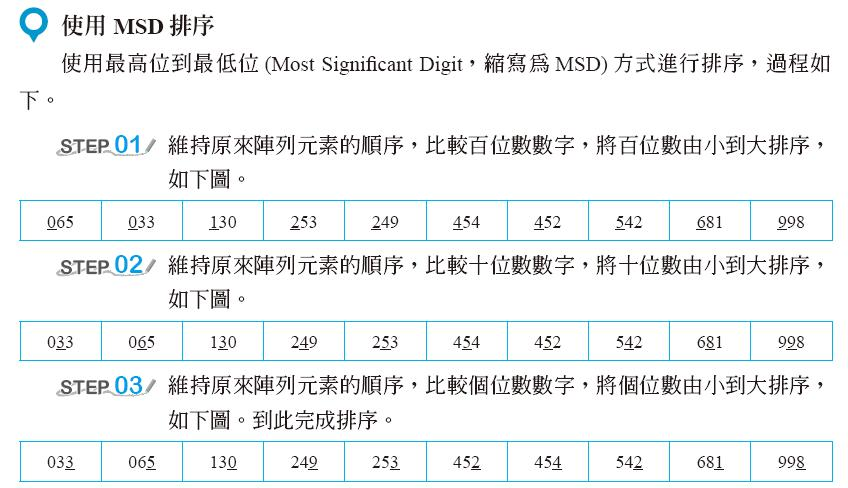 使用 MSD 排序
使用最高位到最低位 (Most Significant Digit，縮寫爲 MSD) 方式進行排序，過程如
下。
STEP 01 維持原來陣列元素的順序，比較百位數數字，將百位數由小到大排序，
如下圖。
065 033 130 253 249 454 452 542 681 998
STEP 02 維持原來陣列元素的順序，比較十位數數字，將十位數由小到大排序，
如下圖。
033 065 130 249 253 454 452 542 681 998
STEP 03 維持原來陣列元素的順序，比較個位數數字，將個位數由小到大排序，
如下圖。到此完成排序。
033 065 130 249 253 452 454 542 681 998